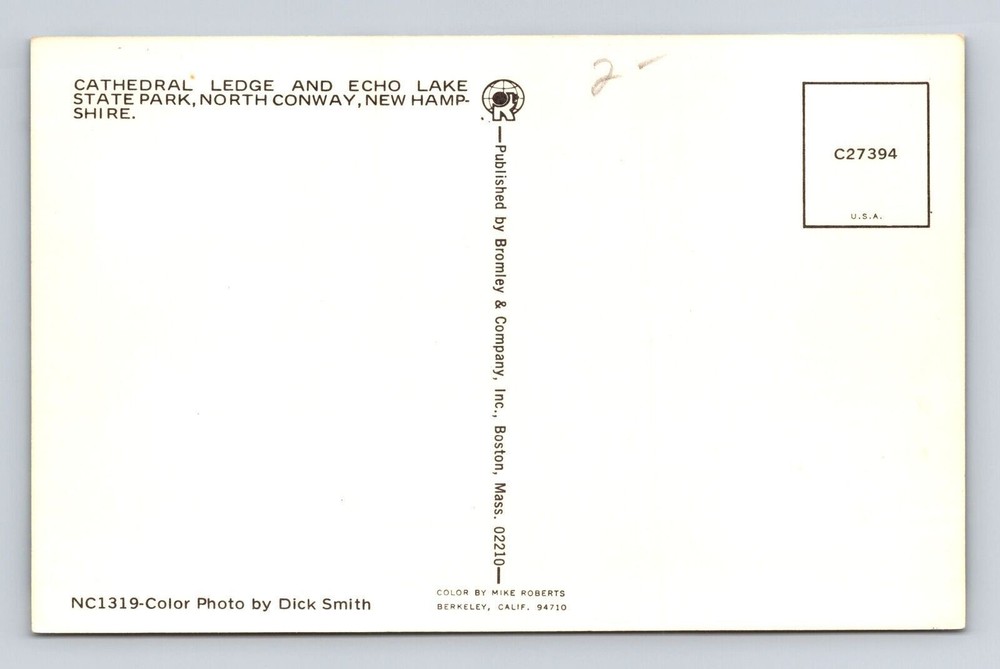 CATHEDRAL LEDGE AND ECHO LAKE
STATE PARK, NORTH CONWAY, NEW HAMP-
SHIRE.
2-
C27394
U.S.A.
Published by Bromley & Company, Inc., Boston, Mass. 02210
NC1319-Color Photo by Dick Smith
COLOR BY MIKE ROBERTS
BERKELEY, CALIF. 94710